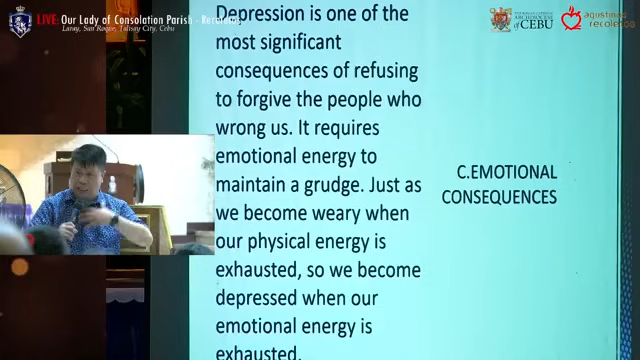 LIVE: Our Lady of Consolation Parish - Recoletos
Laray, San Roque, Talisay City, Cebu
ARCHDIOCESE
of CEBU
agustinos
recoletos
Depression is one of the
most significant
consequences of refusing
to forgive the people who
wrong us. It requires
emotional energy to
maintain a grudge. Just as
we become weary when
our physical energy is
exhausted, so we become
depressed when our
emotional energy is
exhausted.
C.EMOTIONAL
CONSEQUENCES